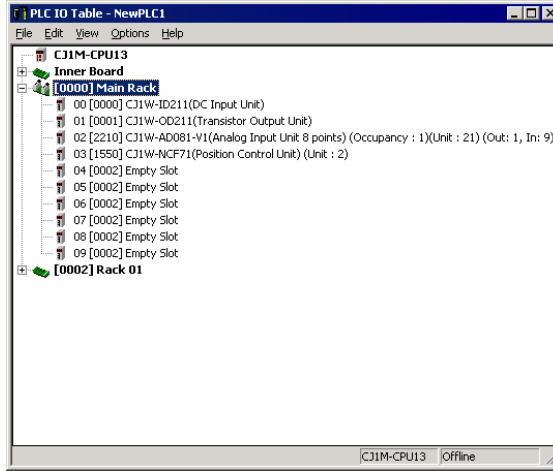 PLC IO Table - NewPLC1
File Edit View Options Help
CJ1M-CPU13
Inner Board
[0000] Main Rack
00 [0000] CJ1W-ID211(DC Input Unit)
01 [0001] CJ1W-OD211(Transistor Output Unit)
02 [2210] CJ1W-AD081-V1(Analog Input Unit 8 points) (Occupancy : 1)(Unit : 21) (Out: 1, In: 9)
03 [1550] CJ1W-NCF71(Position Control Unit) (Unit : 2)
04 [0002] Empty Slot
05 [0002] Empty Slot
06 [0002] Empty Slot
07 [0002] Empty Slot
08 [0002] Empty Slot
09 [0002] Empty Slot
[0002] Rack 01
CJ1M-CPU13 Offline